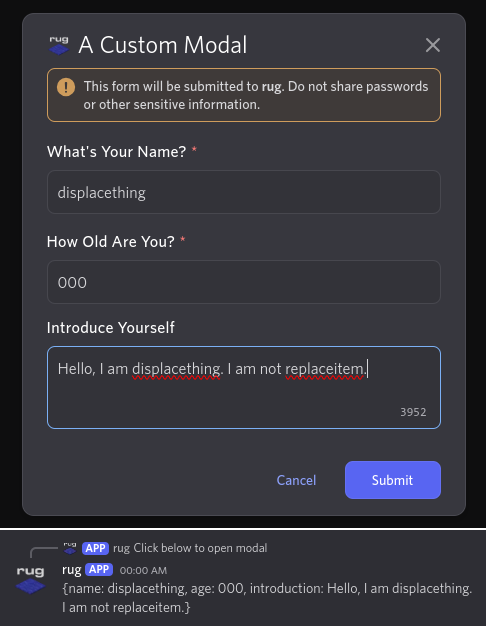 rug A Custom Modal
This form will be submitted to rug. Do not share passwords
or other sensitive information.
What's Your Name? *
displacething
How Old Are You? *
000
Introduce Yourself
Hello, I am displacething. I am not replaceitem.
3952
Cancel Submit
rug APP rug Click below to open modal
rug rug APP 00:00 AM
{name: displacething, age: 000, introduction: Hello, I am displacething.
I am not replaceitem.}